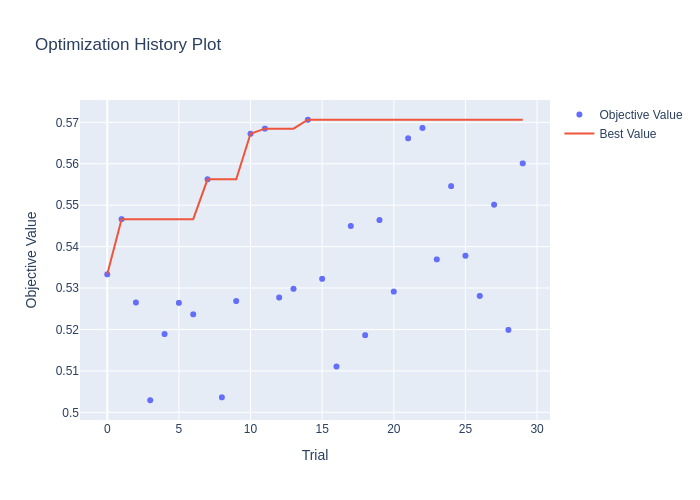 Optimization History Plot
Objective Value
Best Value
0.57
0.56
0.55
0.54
0.53
0.52
0.51
0.5
Objective Value
0 5 10 15 20 25 30
Trial